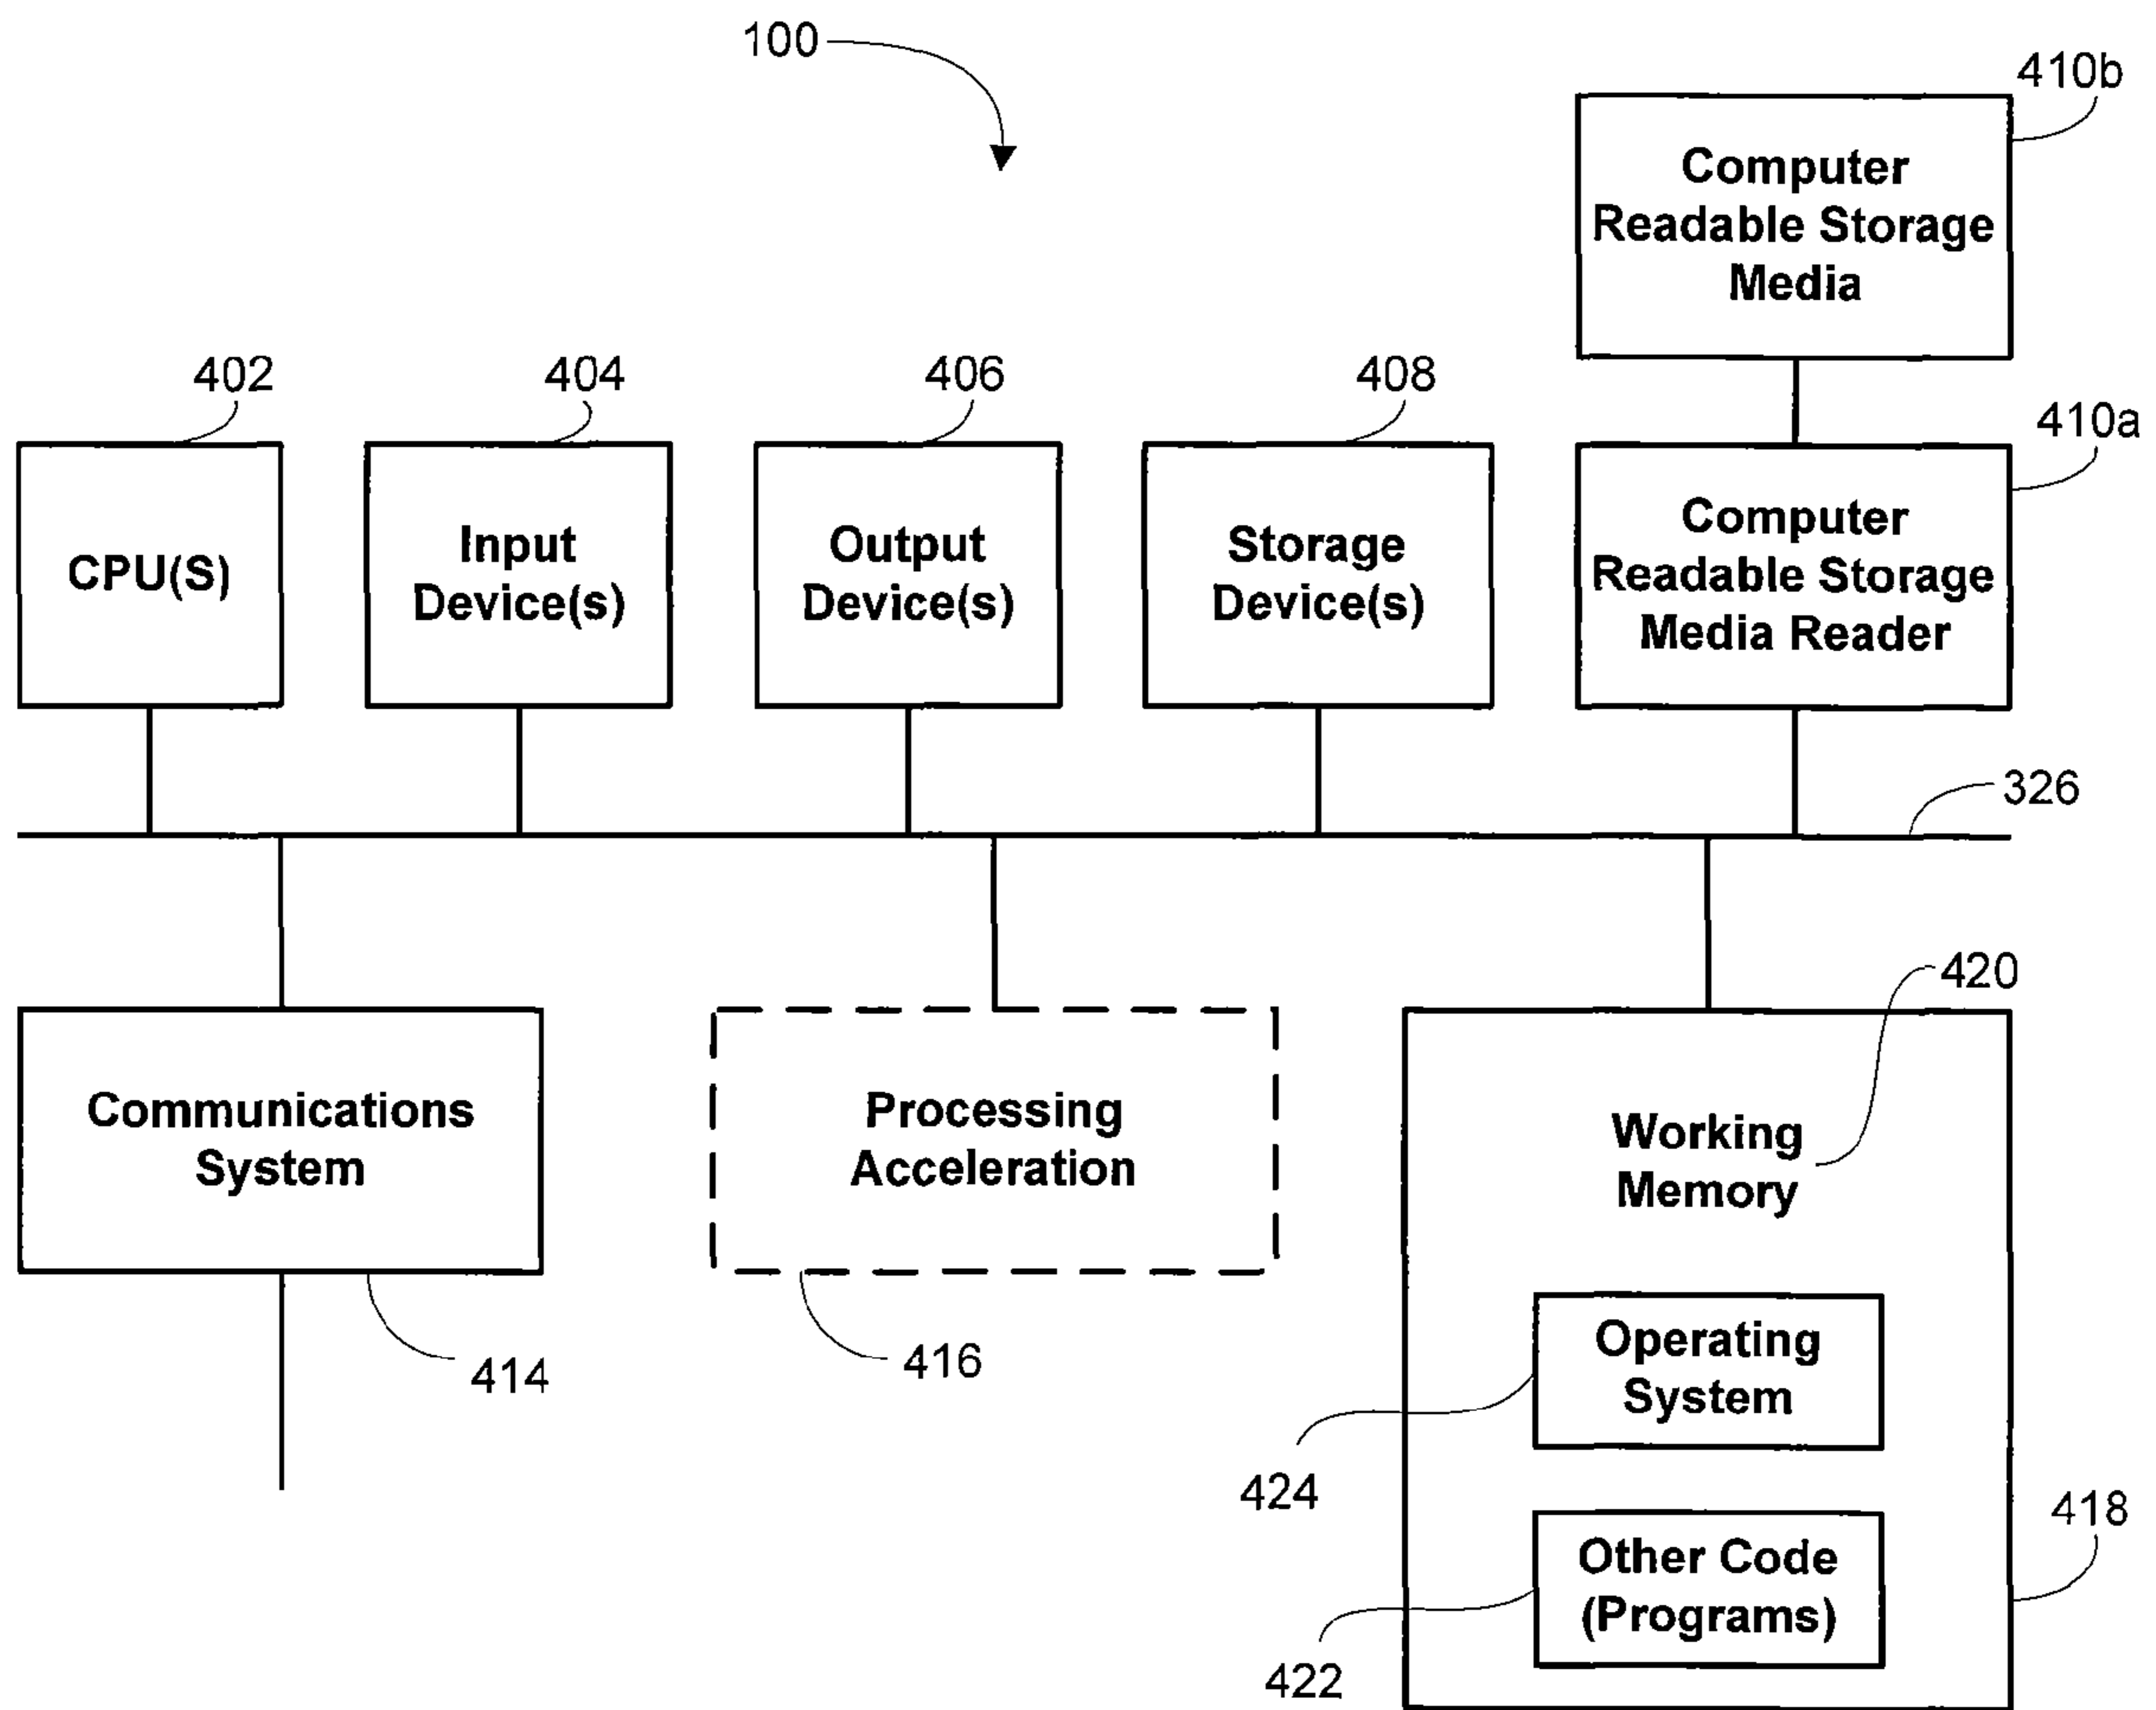 100
410b
Computer
Readable Storage
Media
402
404
406
408
410a
CPU(S)
Input
Device(s)
Output
Device(s)
Storage
Device(s)
Computer
Readable Storage
Media Reader
326
420
Communications
System
Processing
Acceleration
Working
Memory
414
416
Operating
System
424
418
Other Code
(Programs)
422